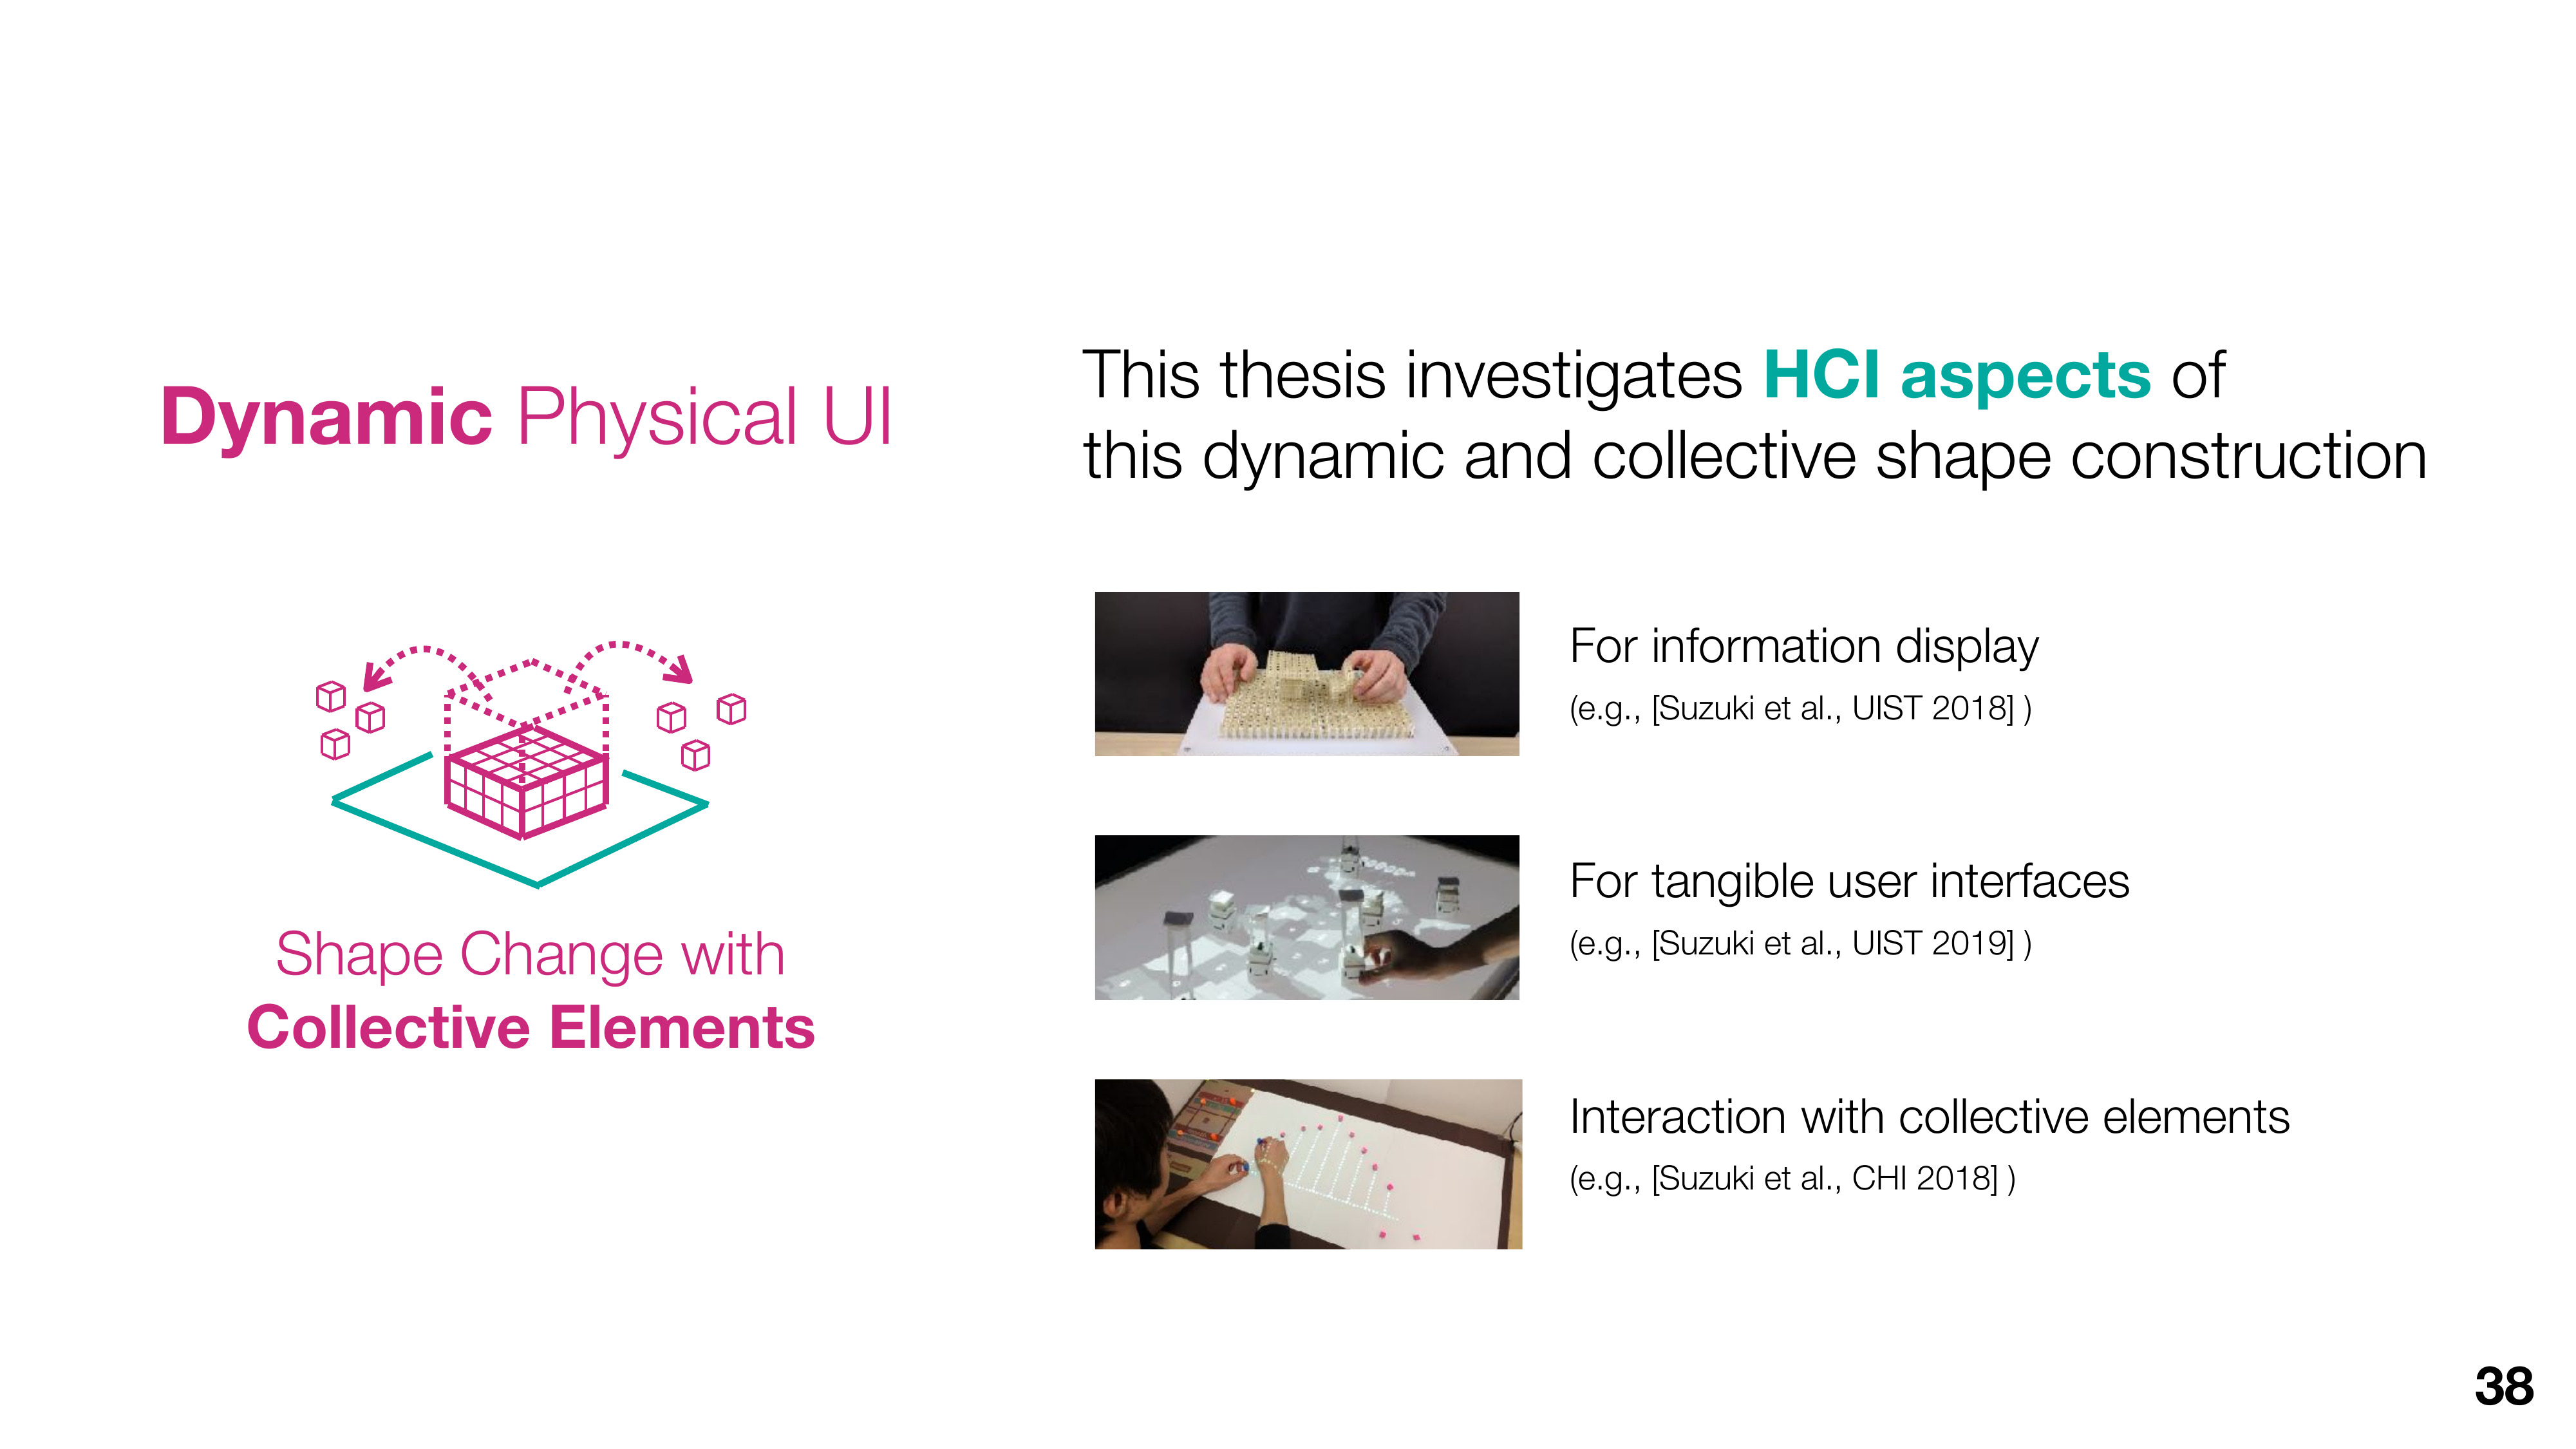 Dynamic Physical UI
Shape Change with
Collective Elements
This thesis investigates HCI aspects of
this dynamic and collective shape construction
For information display
(e.g., [Suzuki et al., UIST 2018] )
For tangible user interfaces
(e.g., [Suzuki et al., UIST 2019] )
Interaction with collective elements
(e.g., [Suzuki et al., CHI 2018] )
38